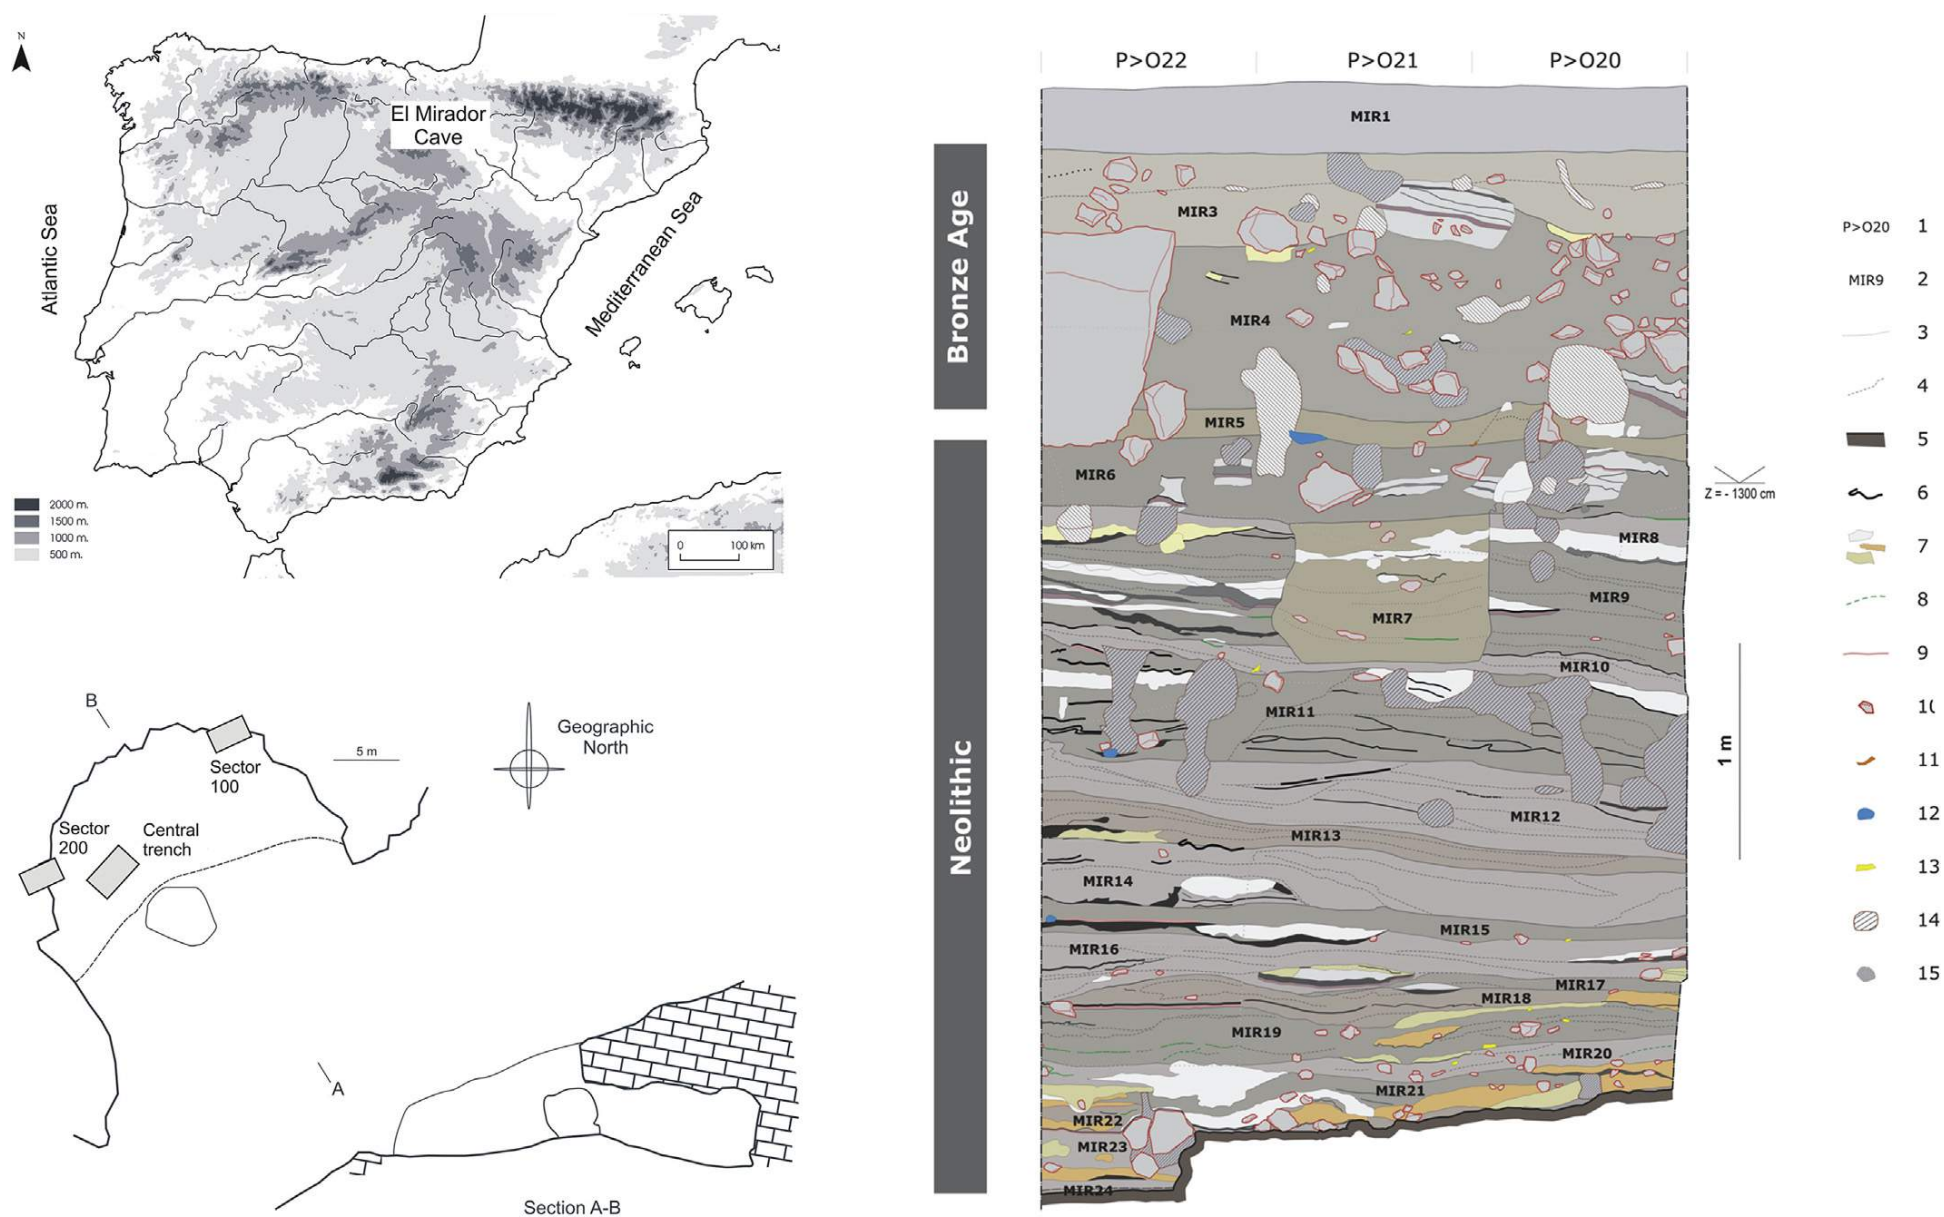 N
El Mirador
Cave
Atlantic Sea
Mediterranean Sea
2000 m.
1500 m.
1000 m.
500 m.
0 100 km
B
Sector
100
5 m
Geographic
North
Sector
200
Central
trench
A
Section A-B
Bronze Age
Neolithic
P>O22 P>O21 P>O20
MIR1
MIR3
MIR4
MIR5
MIR6
MIR8
MIR9
MIR7
MIR10
MIR11
MIR12
MIR13
MIR14
MIR15
MIR16
MIR17
MIR18
MIR19
MIR20
MIR21
MIR22
MIR23
MIR24
Z = - 1300 cm
1 m
P>O20 1
MIR9 2
3
4
5
6
7
8
9
10
11
12
13
14
15